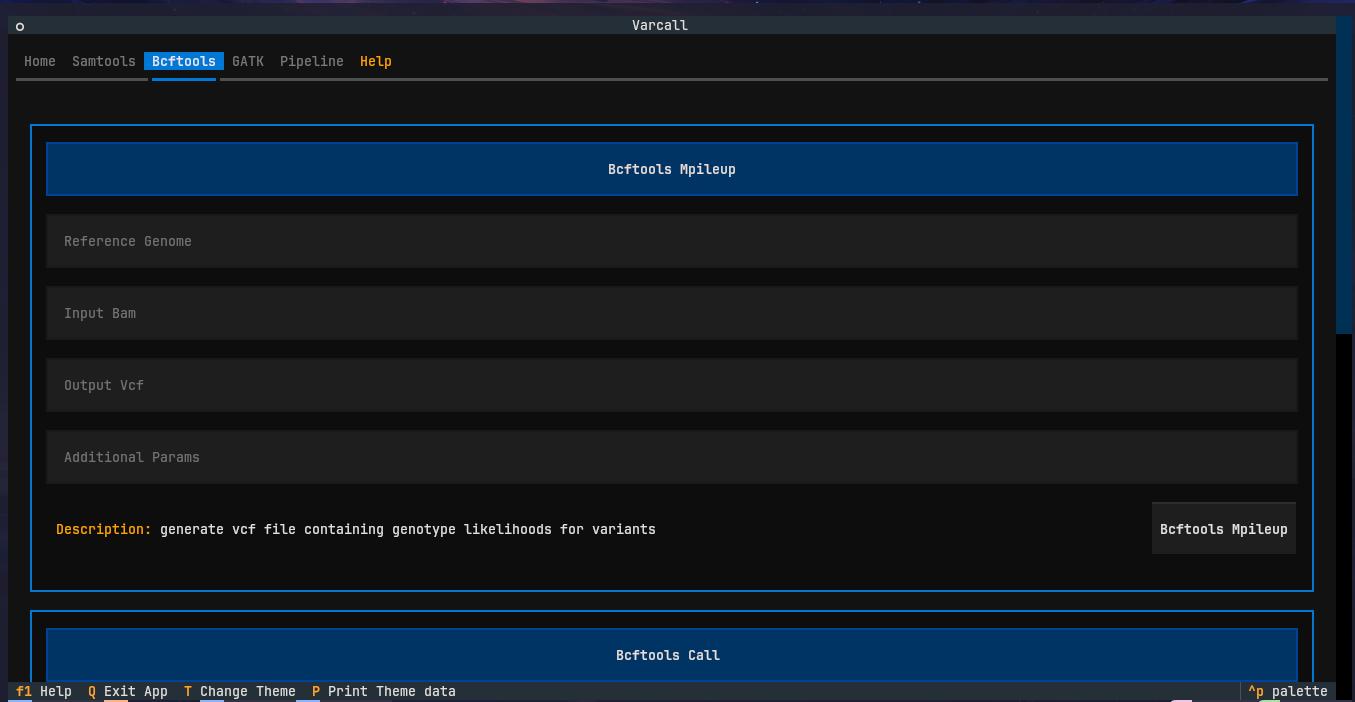 Varcall
Home Samtools Bcftools GATK Pipeline Help
Bcftools Mpileup
Reference Genome
Input Bam
Output Vcf
Additional Params
Description: generate vcf file containing genotype likelihoods for variants
Bcftools Mpileup
Bcftools Call
f1 Help Q Exit App T Change Theme P Print Theme data ^p palette